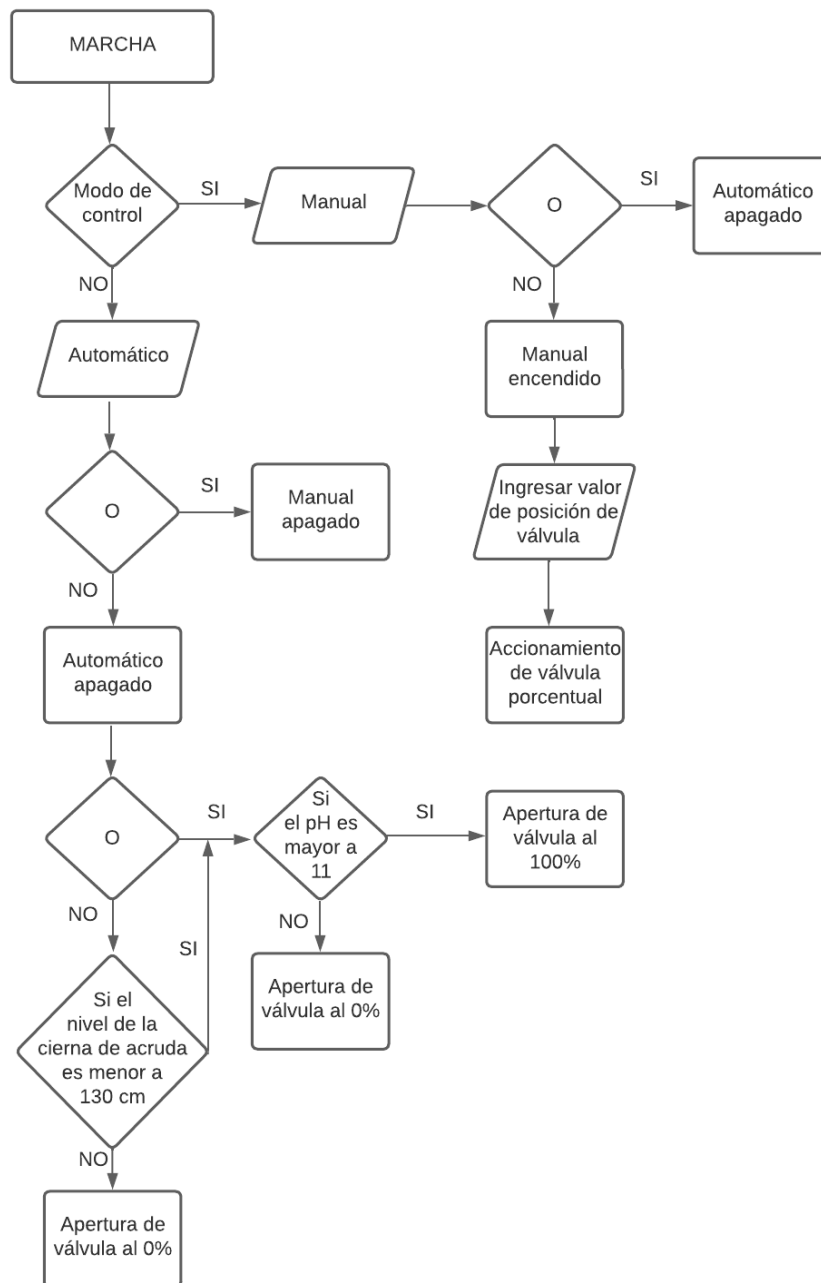 MARCHA
Modo de
control
SI
Manual
O
SI
Automático
apagado
NO
NO
Automático
Manual
encendido
O
SI
Manual
apagado
Ingresar valor
de posición de
válvula
NO
Automático
apagado
Accionamiento
de válvula
porcentual
O
SI
Si
el pH es
mayor a
11
SI
Apertura de
válvula al
100%
NO
SI
NO
Si el
nivel de la
cierna de acruda
es menor a
130 cm
Apertura de
válvula al 0%
NO
Apertura de
válvula al 0%